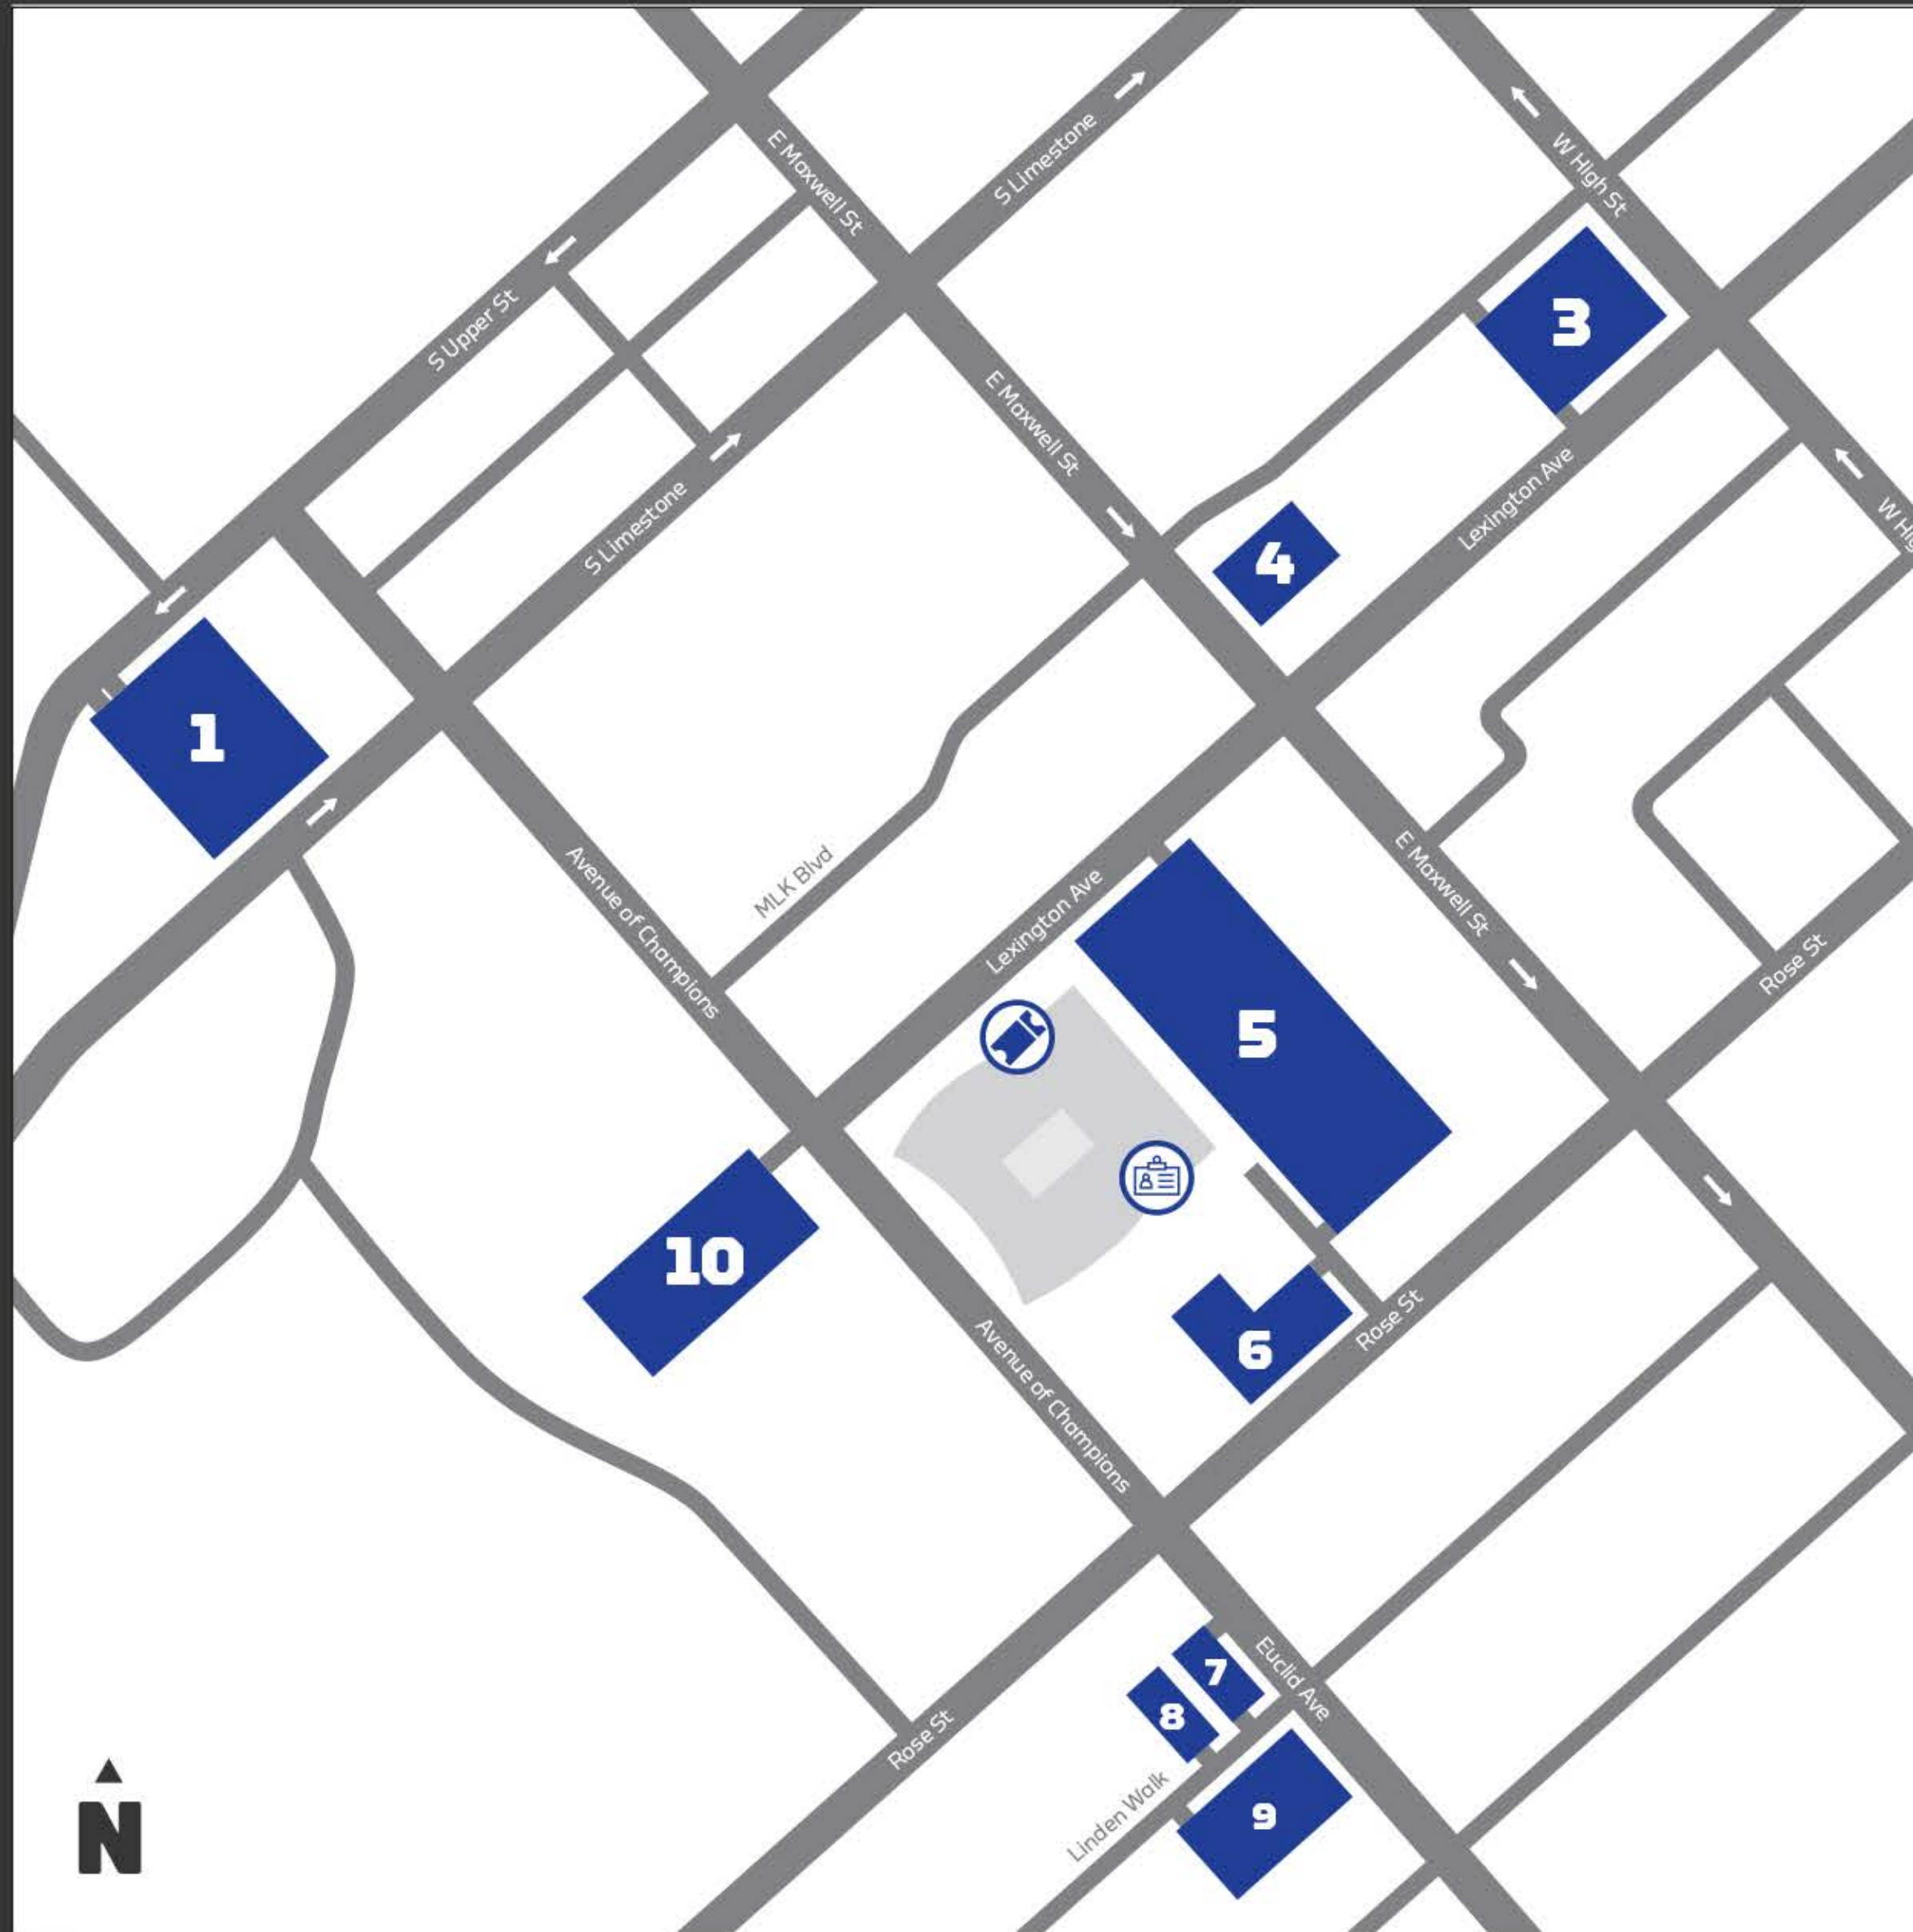 E Maxwell St
S Limestone
W High St
S Upper St
3
E Maxwell St
Lexington Ave
S Limestone
4
1
MLK Blvd
Avenue of Champions
Lexington Ave
E Maxwell St
Rose St
5
10
6
Rose St
Avenue of Champions
7
Euclid Ave
8
Rose St
Linden Walk
9
N